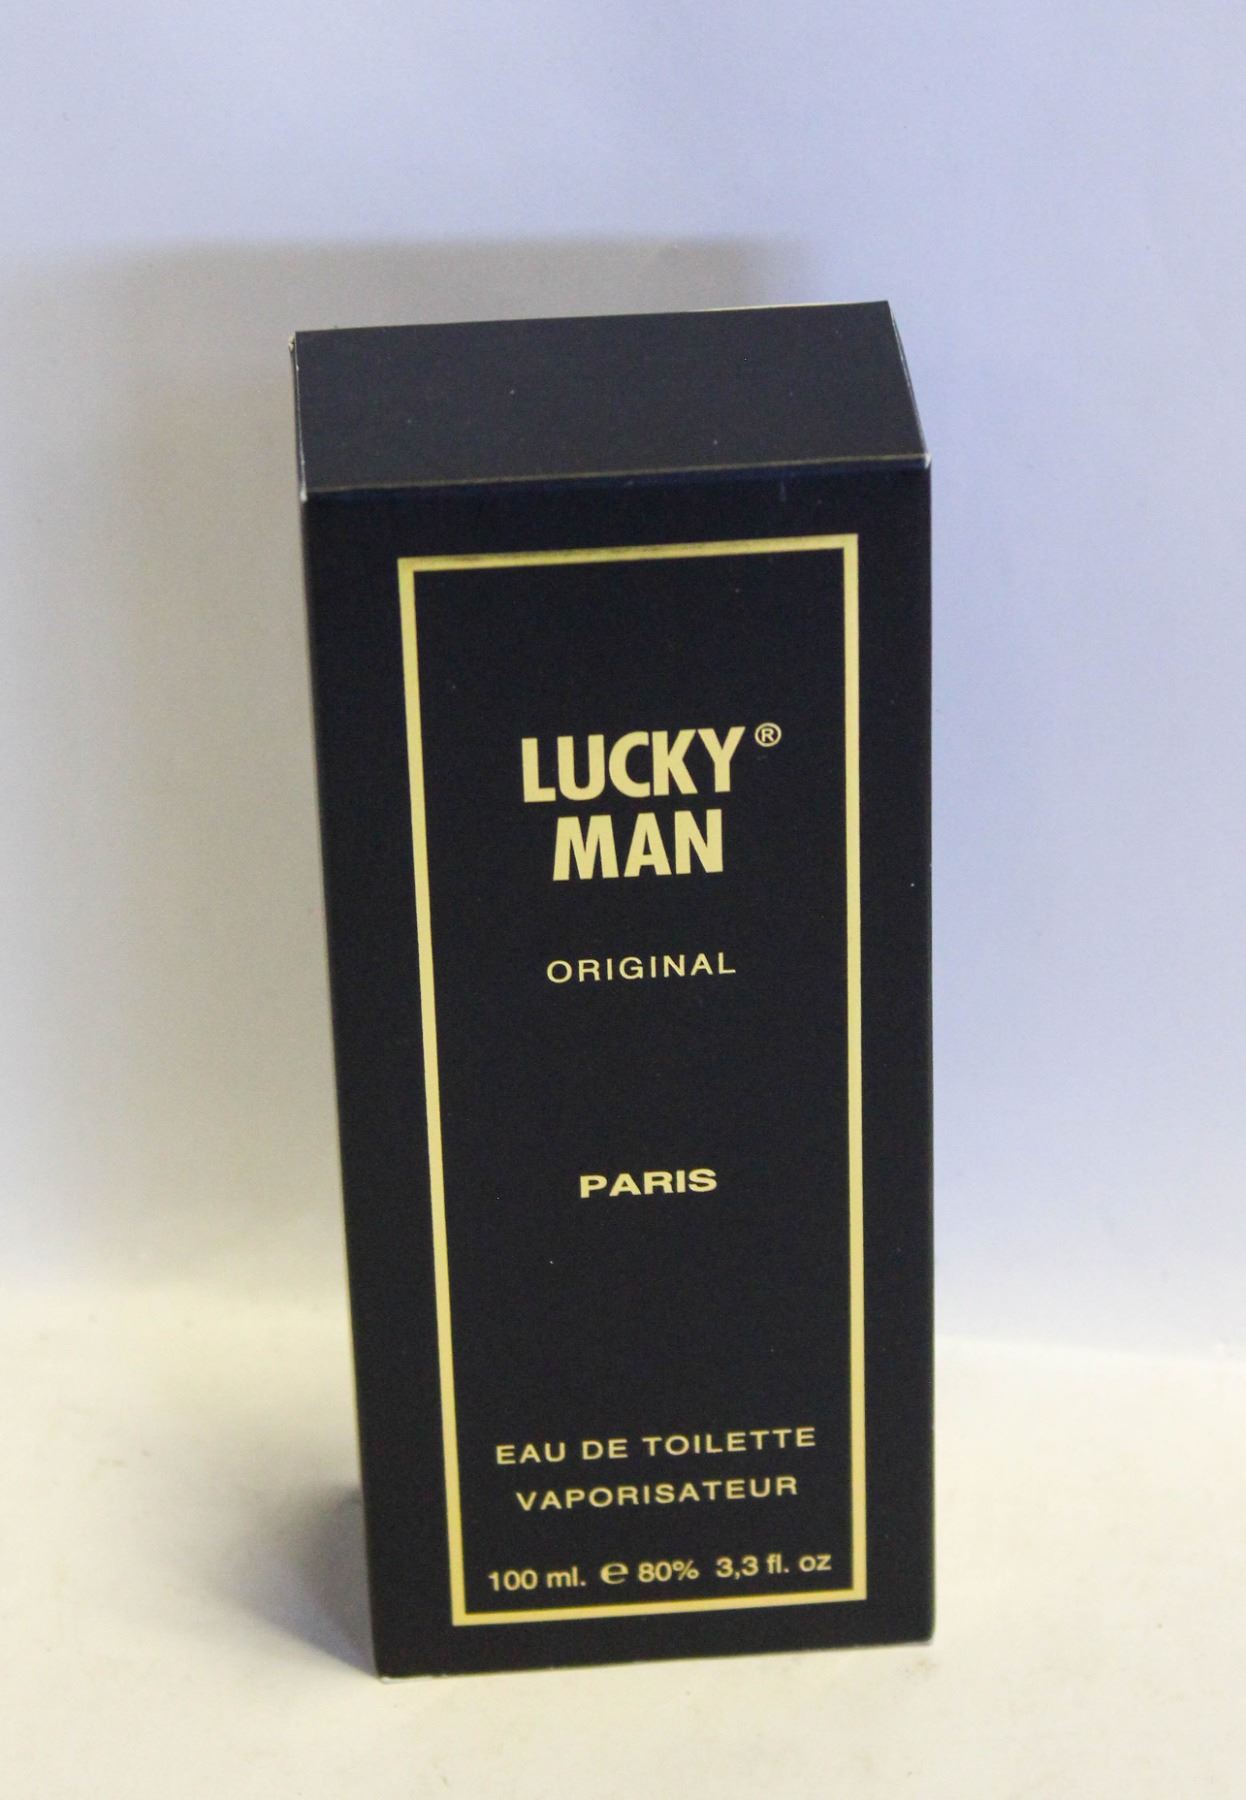 LUCKY®
MAN
ORIGINAL
PARIS
EAU DE TOILETTE
VAPORISATEUR
100 ml. ℮ 80% 3,3 fl. oz